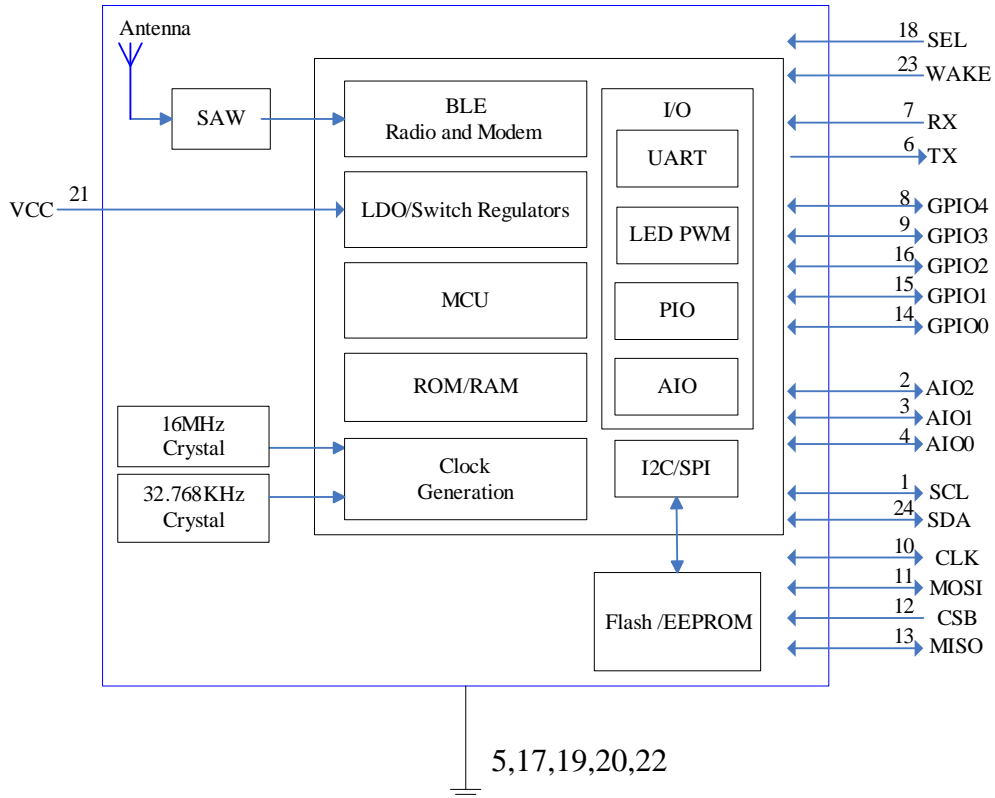 Antenna
SAW
BLE
Radio and Modem
21
VCC
LDO/Switch Regulators
MCU
ROM/RAM
16MHz
Crystal
32.768KHz
Crystal
Clock
Generation
I/O
UART
LED PWM
PIO
AIO
I2C/SPI
Flash /EEPROM
18 SEL
23 WAKE
7 RX
6 TX
8 GPIO4
9 GPIO3
16 GPIO2
15 GPIO1
14 GPIO0
2 AIO2
3 AIO1
4 AIO0
1 SCL
24 SDA
10 CLK
11 MOSI
12 CSB
13 MISO
5,17,19,20,22